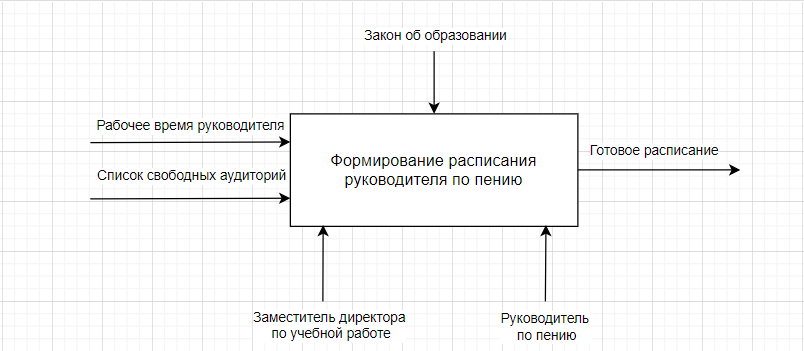 Закон об образовании
Рабочее время руководителя
Список свободных аудиторий
Формирование расписания
руководителя по пению
Готовое расписание
Заместитель директора
по учебной работе
Руководитель
по пению